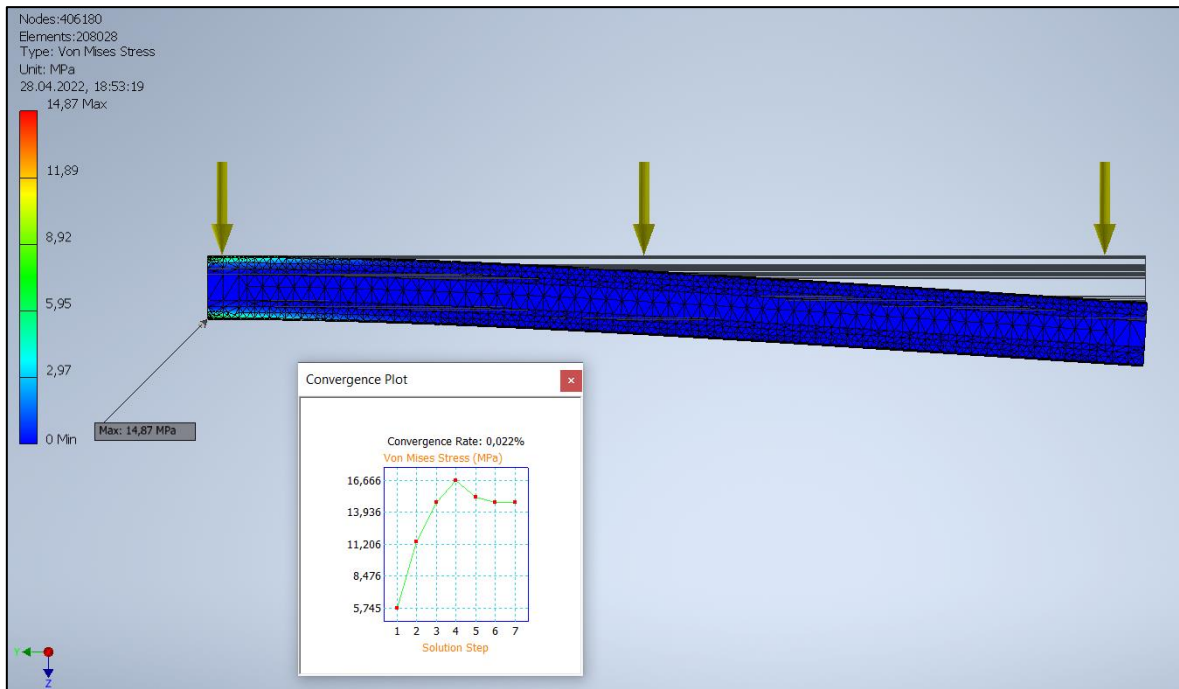 Nodes:406180
Elements:208028
Type: Von Mises Stress
Unit: MPa
28.04.2022, 18:53:19
14,87 Max
11,89
8,92
5,95
2,97
0 Min
Max: 14,87 MPa
Convergence Plot
Convergence Rate: 0,022%
Von Mises Stress (MPa)
16,666
13,936
11,206
8,476
5,745
1 2 3 4 5 6 7
Solution Step
Y
Z